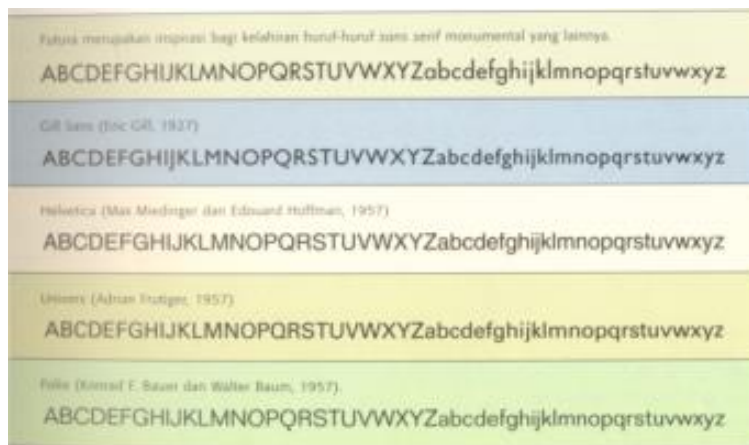 Futura merupakan inspirasi bagi kelahiran huruf-huruf sans serif monumental yang lainnya.
ABCDEFGHIJKLMNOPQRSTUVWXYZabcdefghijklmnopqrstuvwxyz
Gill Sans (Eric Gill, 1927)
ABCDEFGHIJKLMNOPQRSTUVWXYZabcdefghijklmnopqrstuvwxyz
Helvetica (Max Miedinger dan Edouard Huffman, 1957)
ABCDEFGHIJKLMNOPQRSTUVWXYZabcdefghijklmnopqrstuvwxyz
Univers (Adrian Frutiger, 1957)
ABCDEFGHIJKLMNOPQRSTUVWXYZabcdefghijklmnopqrstuvwxyz
Folio (Konrad F. Bauer dan Walter Baum, 1957).
ABCDEFGHIJKLMNOPQRSTUVWXYZabcdefghijklmnopqrstuvwxyz